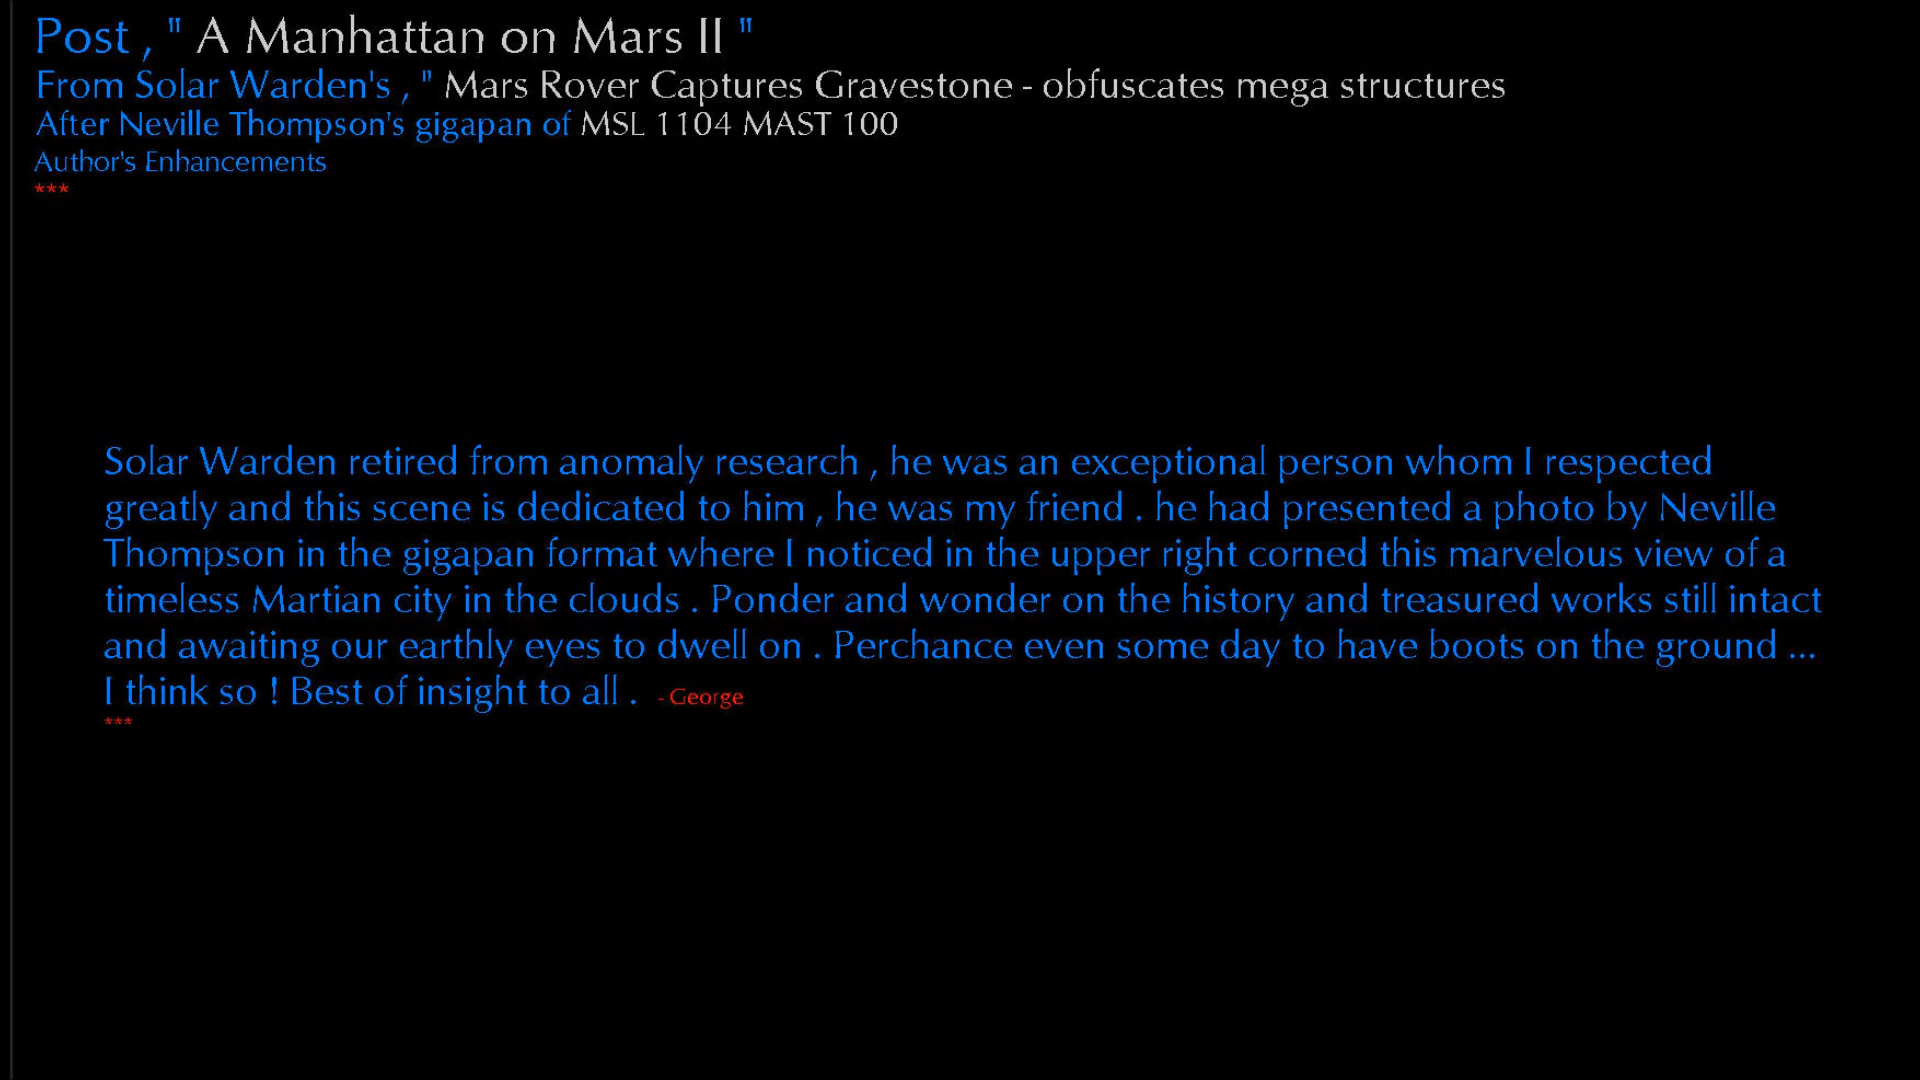 Post , " A Manhattan on Mars II "
From Solar Warden's , " Mars Rover Captures Gravestone - obfuscates mega structures
After Neville Thompson's gigapan of MSL 1104 MAST 100
Author's Enhancements
***
Solar Warden retired from anomaly research , he was an exceptional person whom I respected
greatly and this scene is dedicated to him , he was my friend . he had presented a photo by Neville
Thompson in the gigapan format where I noticed in the upper right corned this marvelous view of a
timeless Martian city in the clouds . Ponder and wonder on the history and treasured works still intact
and awaiting our earthly eyes to dwell on . Perchance even some day to have boots on the ground ...
I think so ! Best of insight to all . - George
***